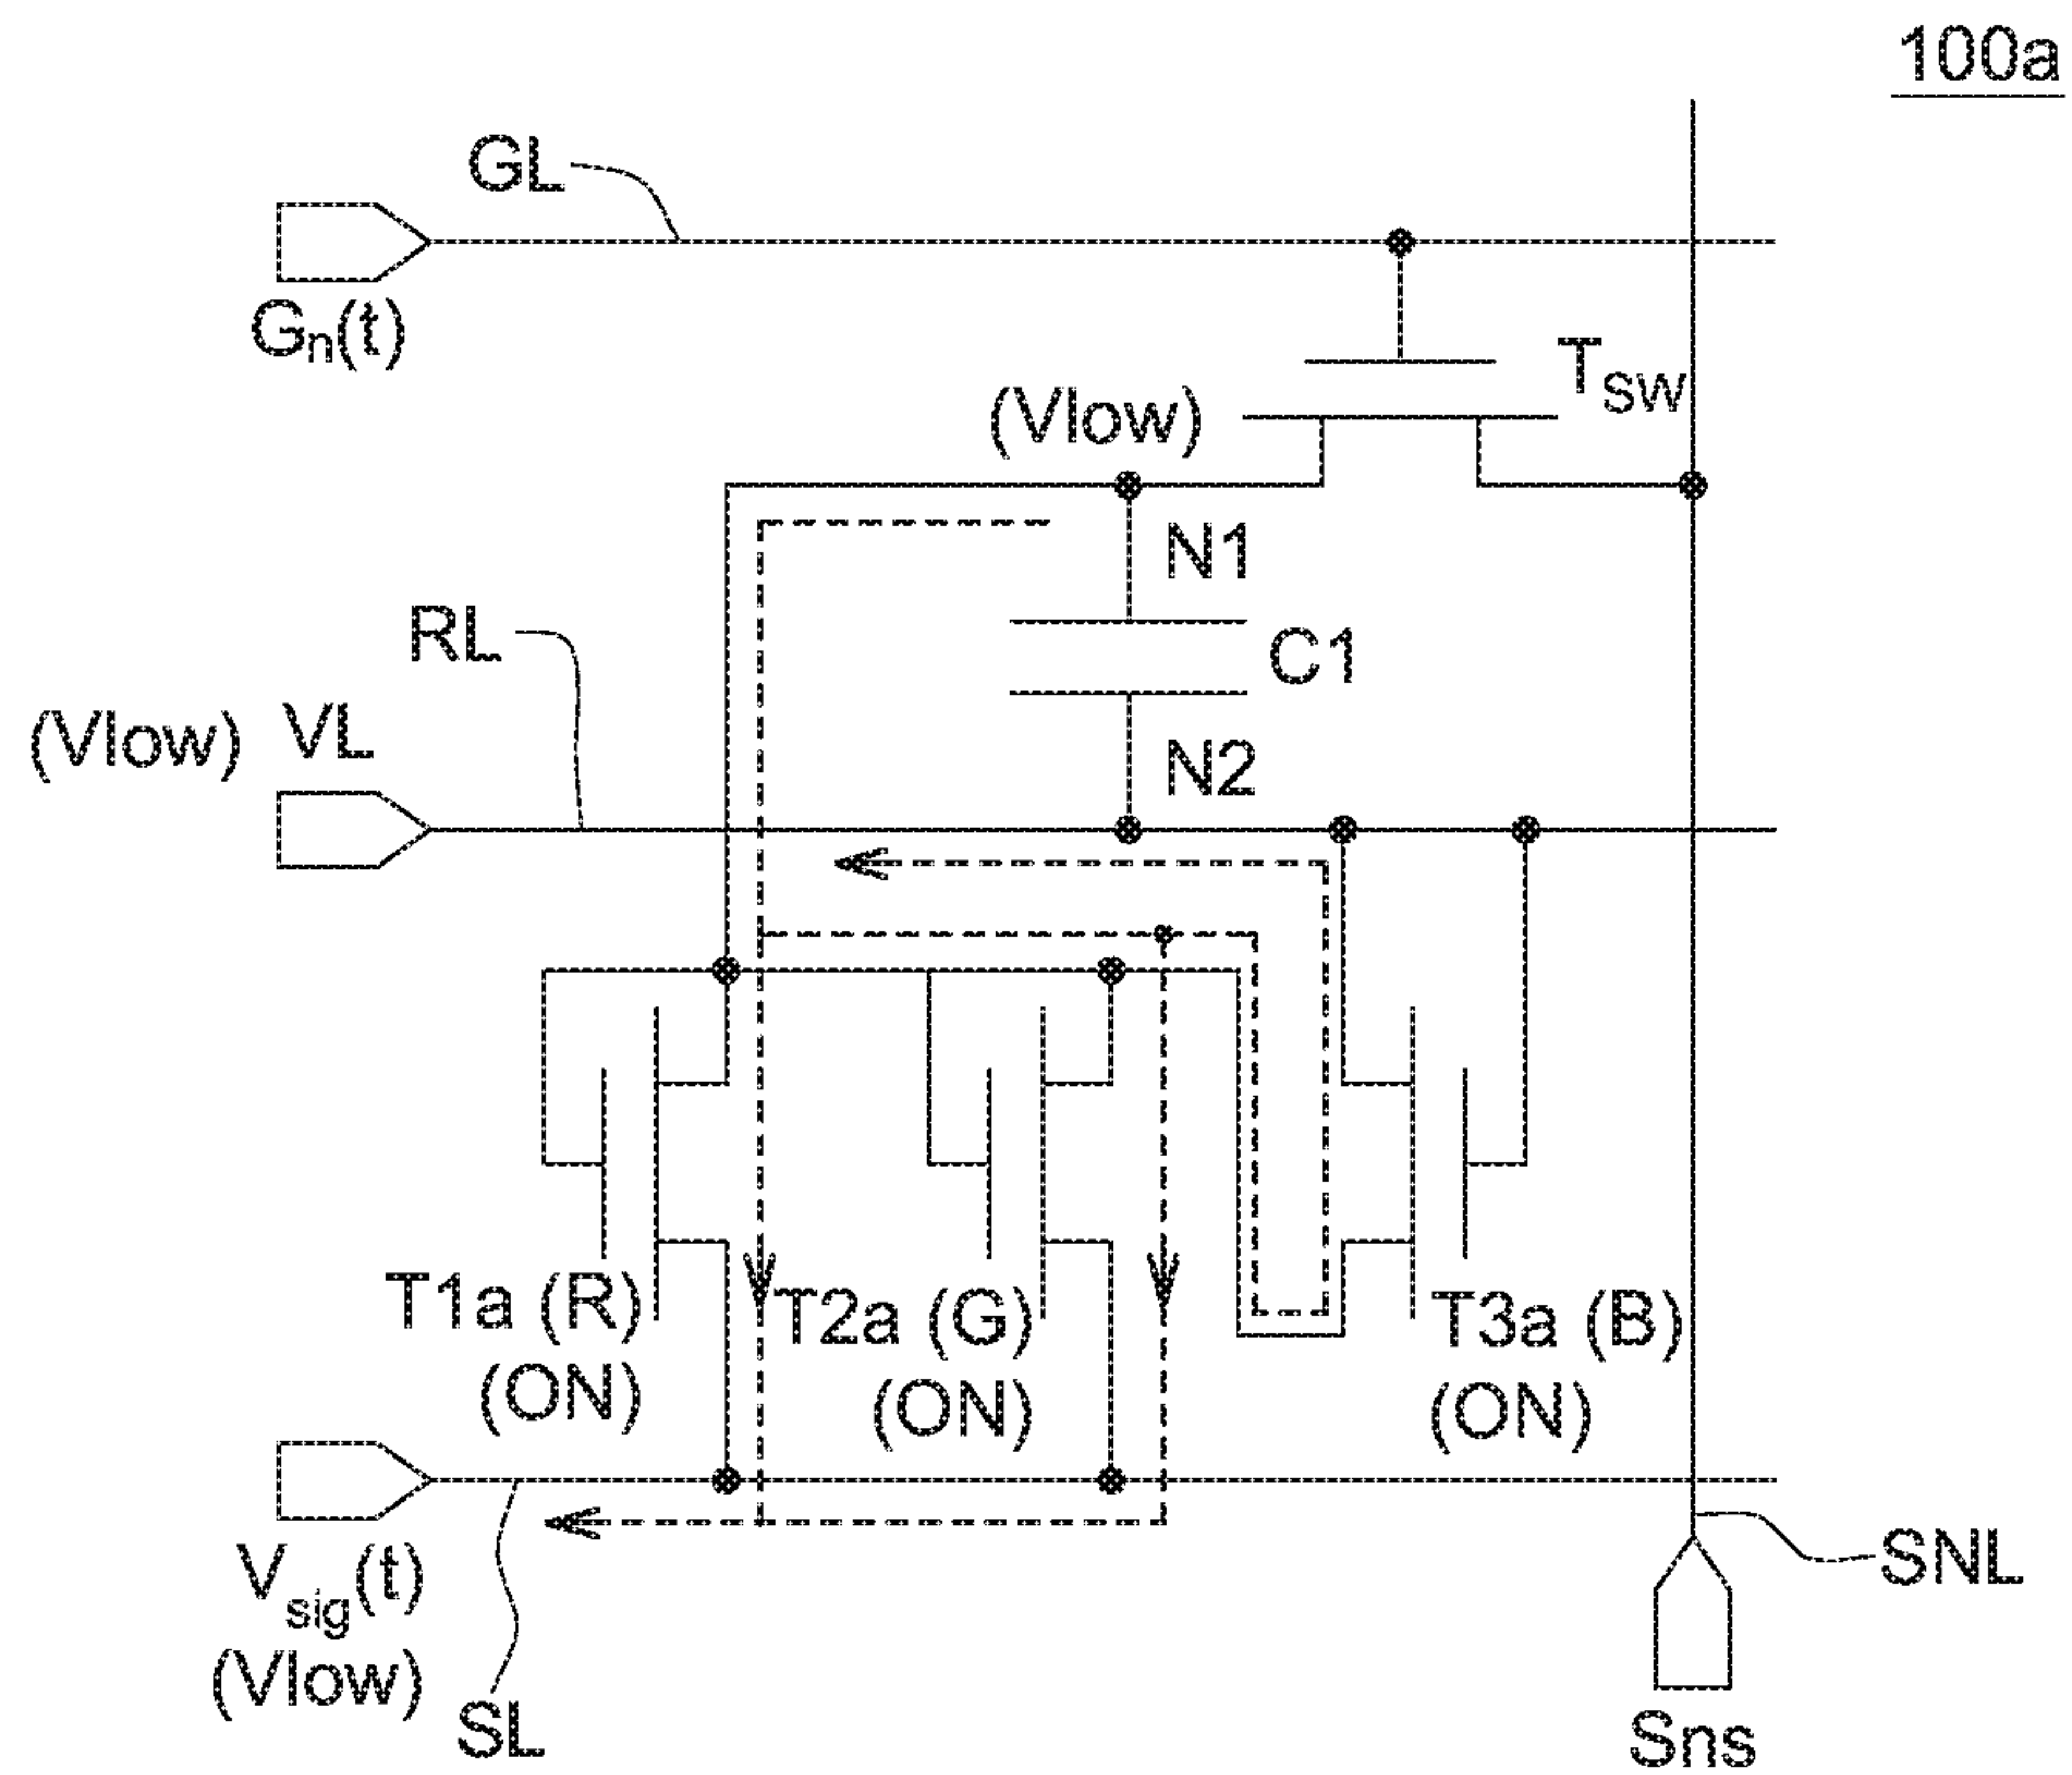 100a
GL
Gn(t)
TSW
(Vlow)
N1
RL
C1
(Vlow) VL
N2
T1a (R)
(ON)
T2a (G)
(ON)
T3a (B)
(ON)
Vsig(t)
(Vlow)
SL
SNL
Sns